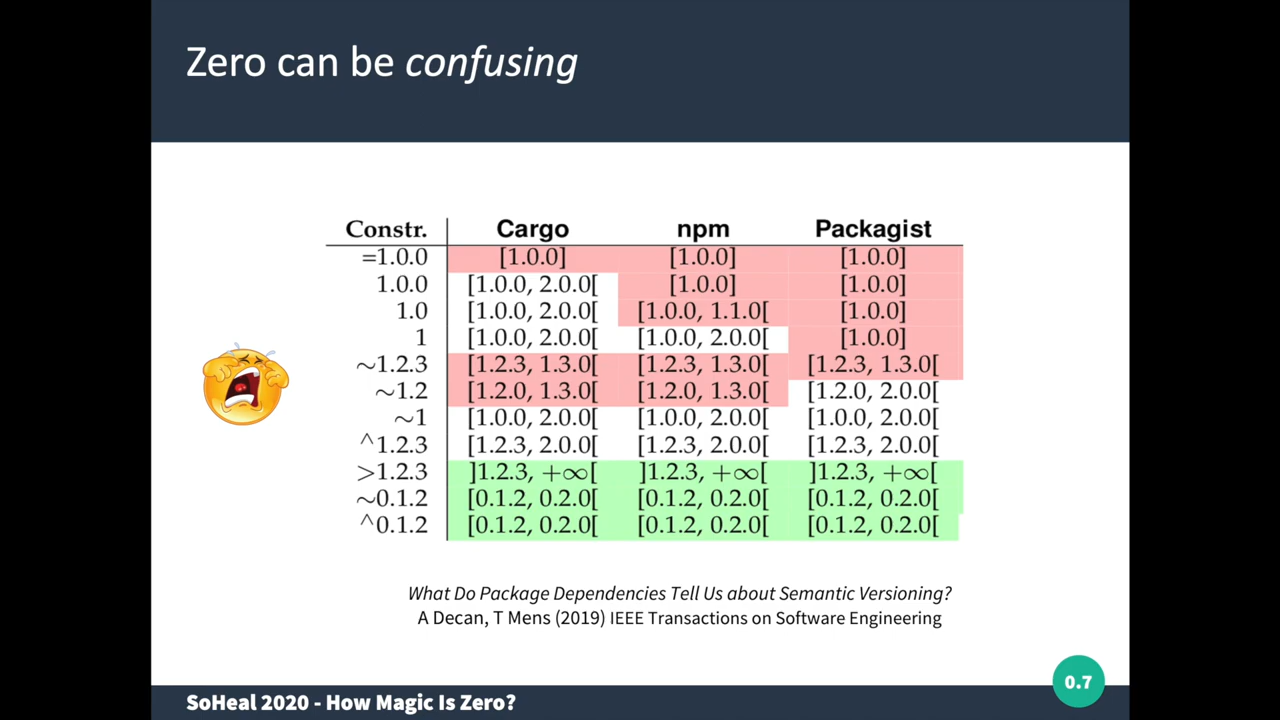 Zero can be confusing
Constr. Cargo npm Packagist
=1.0.0 [1.0.0] [1.0.0] [1.0.0]
1.0.0 [1.0.0, 2.0.0[ [1.0.0] [1.0.0]
1.0 [1.0.0, 2.0.0[ [1.0.0, 1.1.0[ [1.0.0]
1 [1.0.0, 2.0.0[ [1.0.0, 2.0.0[ [1.0.0]
~1.2.3 [1.2.3, 1.3.0[ [1.2.3, 1.3.0[ [1.2.3, 1.3.0[
~1.2 [1.2.0, 1.3.0[ [1.2.0, 1.3.0[ [1.2.0, 2.0.0[
~1 [1.0.0, 2.0.0[ [1.0.0, 2.0.0[ [1.0.0, 2.0.0[
^1.2.3 [1.2.3, 2.0.0[ [1.2.3, 2.0.0[ [1.2.3, 2.0.0[
>1.2.3 ]1.2.3, +∞[ ]1.2.3, +∞[ ]1.2.3, +∞[
~0.1.2 [0.1.2, 0.2.0[ [0.1.2, 0.2.0[ [0.1.2, 0.2.0[
^0.1.2 [0.1.2, 0.2.0[ [0.1.2, 0.2.0[ [0.1.2, 0.2.0[
What Do Package Dependencies Tell Us about Semantic Versioning?
A Decan, T Mens (2019) IEEE Transactions on Software Engineering
0.7
SoHeal 2020 - How Magic Is Zero?